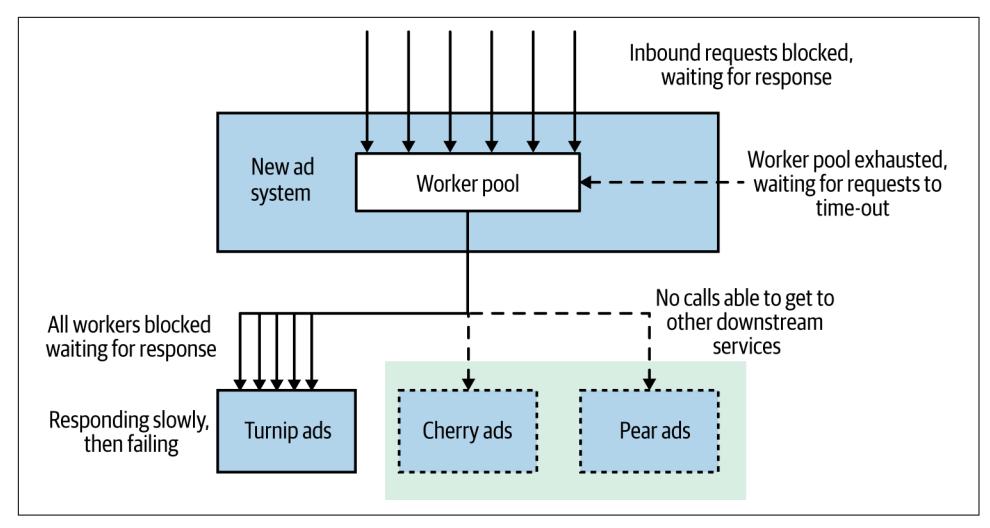 Inbound requests blocked,
waiting for response
New ad
system
Worker pool
Worker pool exhausted,
waiting for requests to
time-out
All workers blocked
waiting for response
No calls able to get to
other downstream
services
Responding slowly,
then failing
Turnip ads
Cherry ads
Pear ads